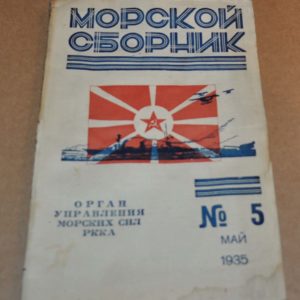 МОРСКОЙ
СБОРНИК
ОРГАН
УПРАВЛЕНИЯ
МОРСКИХ СИЛ
РККА
№ 5
МАЙ
1935